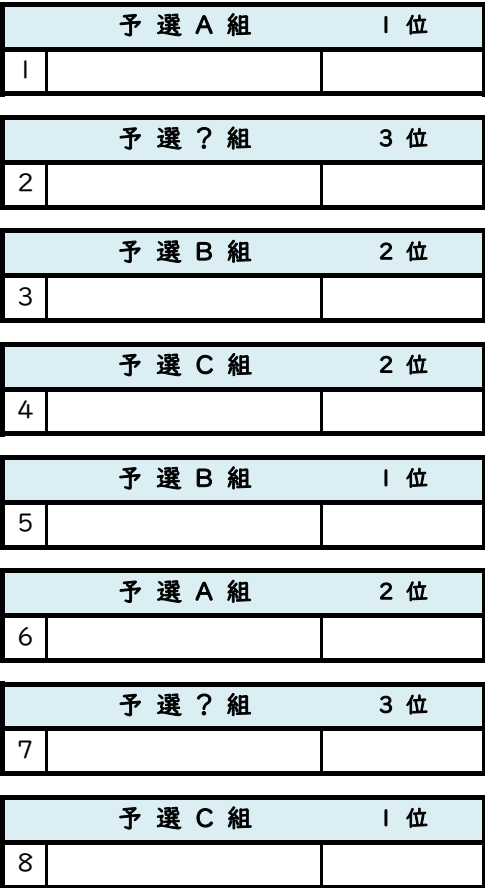 予選A組 1位
1
予選？組 3位
2
予選B組 2位
3
予選C組 2位
4
予選B組 1位
5
予選A組 2位
6
予選？組 3位
7
予選C組 1位
8